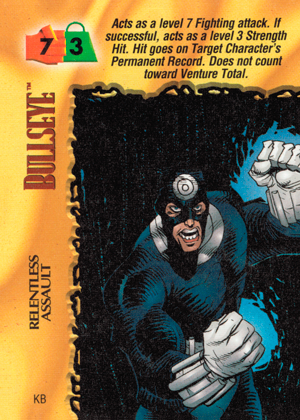 7 3
Acts as a level 7 Fighting attack. If
successful, acts as a level 3 Strength
Hit. Hit goes on Target Character's
Permanent Record. Does not count
toward Venture Total.
BULLSEYE™
RELENTLESS
ASSAULT
KB